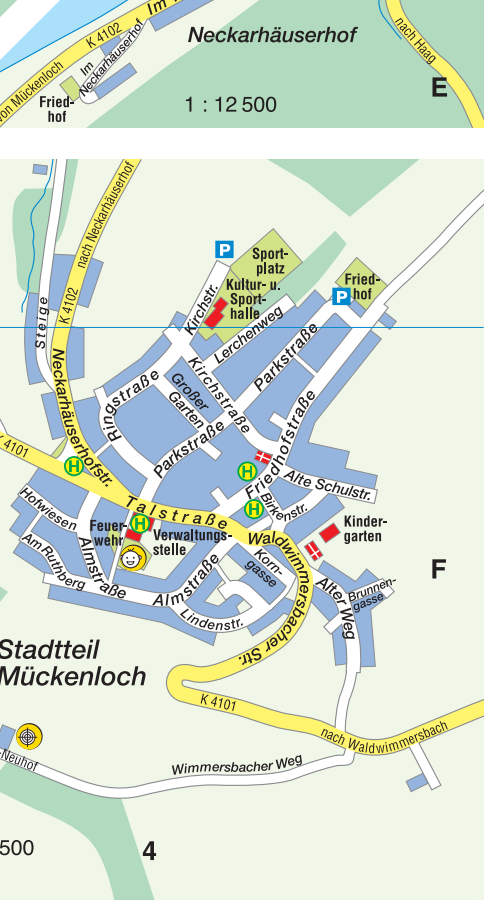 K 4102
Im
Neckarhäuserhof
nach Haag
Im
Neckarhäuserhof
von Mückenloch
Fried-
hof
1 : 12 500
E
nach Neckarhäuserhof
P
Sport-
platz
Kultur- u.
Sport-
halle
Fried-
hof
P
Kirchstr.
Steige
K 4102
Lerchenweg
Parkstraße
Neckarhäuserhofstr.
Ringstraße
Großer
Garten
Kirchstraße
Friedhofstraße
Parkstraße
K 4101
H
H
Alte Schulstr.
Hofwiesen
Talstraße
H
Birkenstr.
H
Feuer-
wehr
Verwaltungs-
stelle
Waldwimmersbacher Str.
Kinder-
garten
Am Ruthberg
Almstraße
Korn-
gasse
F
Almstraße
Alter Weg
Brunnen-
gasse
Lindenstr.
Stadtteil
Mückenloch
K 4101
nach Waldwimmersbach
-Neuhof
Wimmersbacher Weg
500
4